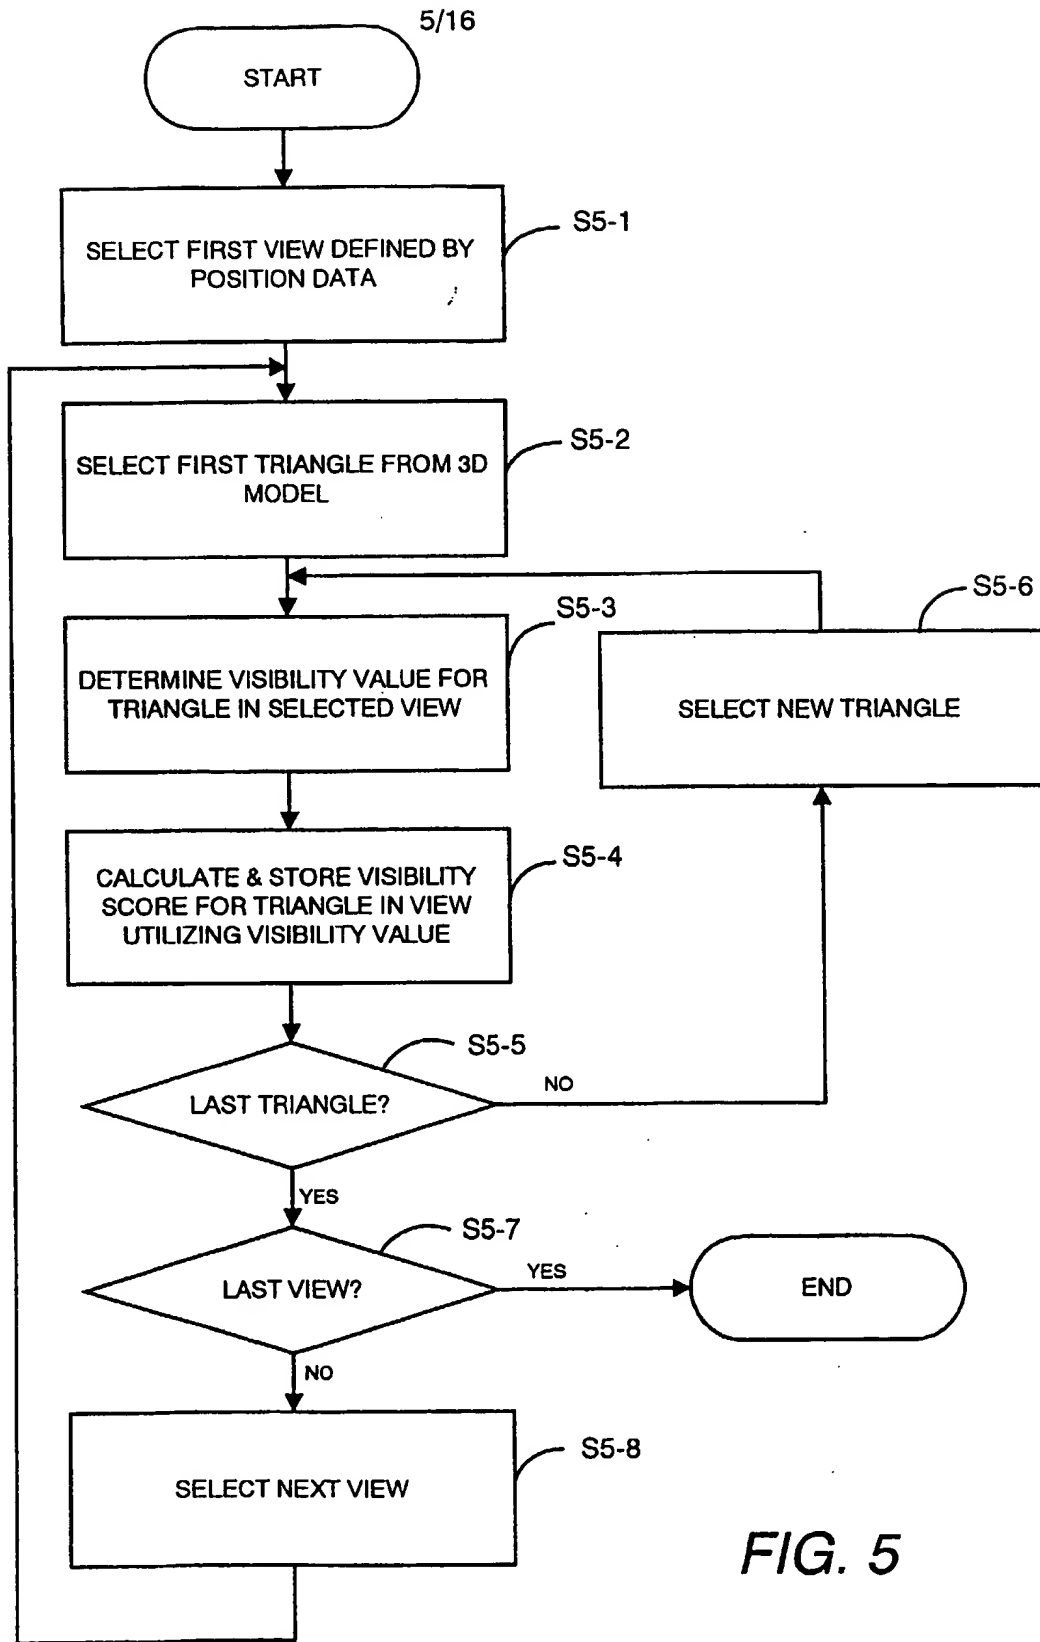 5/16
START
SELECT FIRST VIEW DEFINED BY
POSITION DATA
S5-1
SELECT FIRST TRIANGLE FROM 3D
MODEL
S5-2
DETERMINE VISIBILITY VALUE FOR
TRIANGLE IN SELECTED VIEW
S5-3
SELECT NEW TRIANGLE
S5-6
CALCULATE & STORE VISIBILITY
SCORE FOR TRIANGLE IN VIEW
UTILIZING VISIBILITY VALUE
S5-4
LAST TRIANGLE?
S5-5
NO
YES
LAST VIEW?
S5-7
YES
END
NO
SELECT NEXT VIEW
S5-8
FIG. 5